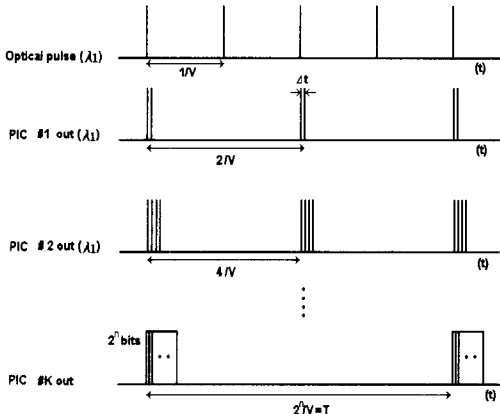 Optical pulse (λ1)
1/V
(t)
Δt
PIC #1 out (λ1)
(t)
2/V
PIC #2 out (λ1)
(t)
4/V
2ⁿ bits
PIC #K out
(t)
2ⁿ/V=T